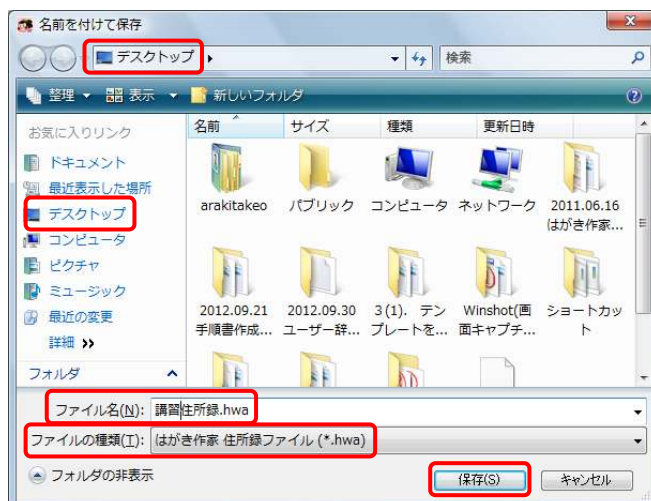 名前を付けて保存
デスクトップ
検索
整理 表示 新しいフォルダ
お気に入りリンク
ドキュメント
最近表示した場所
デスクトップ
コンピュータ
ピクチャ
ミュージック
最近の変更
詳細
フォルダ
名前 サイズ 種類 更新日時
arakitakeo パブリック コンピュータ ネットワーク 2011.06.16
はがき作家...
2012.09.21 2012.09.30 3(1). テン Winshot(画 ショートカッ
手順書作成... ユーザー辞... プレートを... 面キャプチ... ト
ファイル名(N): 講習住所録.hwa
ファイルの種類(T): はがき作家 住所録ファイル (*.hwa)
フォルダの非表示 保存(S) キャンセル